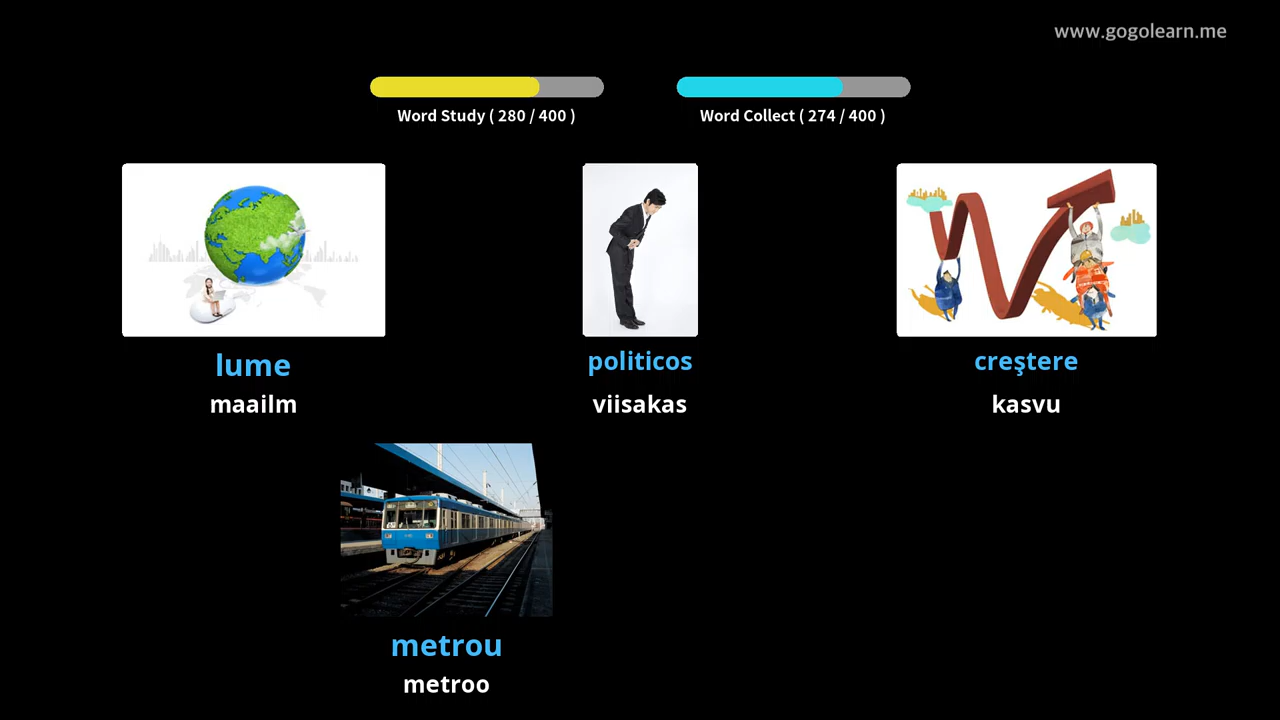 www.gogolearn.me
Word Study ( 280 / 400 )
Word Collect ( 274 / 400 )
lume
politicos
creştere
maailm
viisakas
kasvu
metrou
metroo